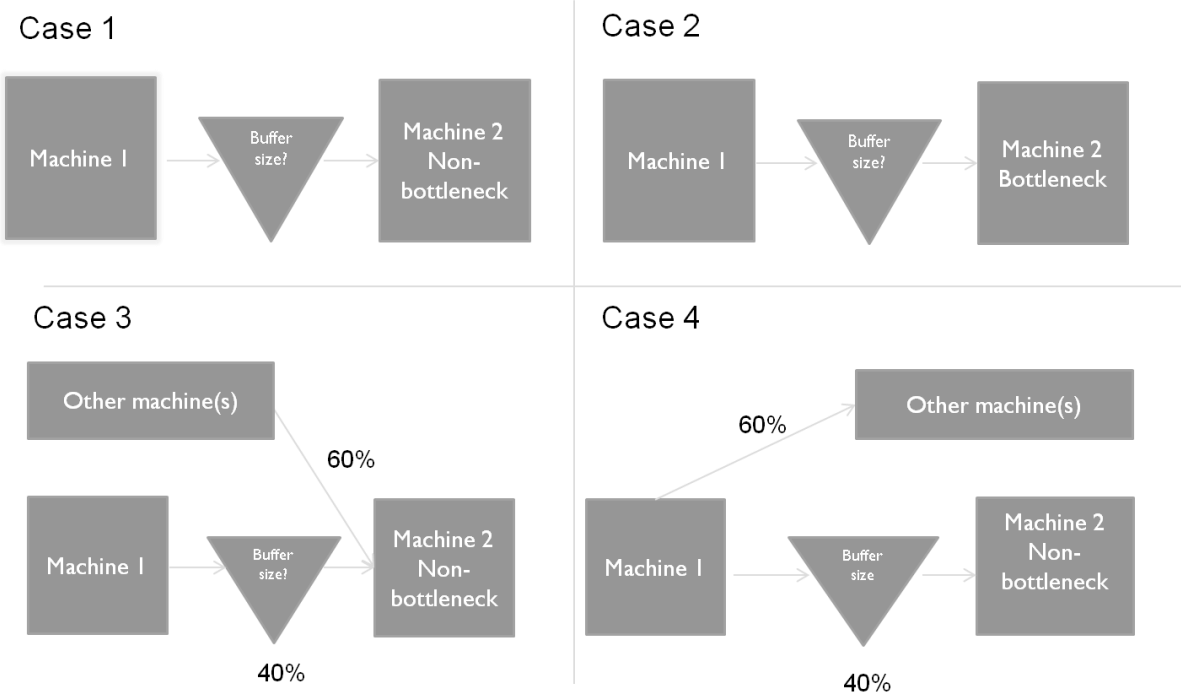 Case 1
Machine 1
Buffer
size?
Machine 2
Non-
bottleneck
Case 2
Machine 1
Buffer
size?
Machine 2
Bottleneck
Case 3
Other machine(s)
60%
Machine 1
Buffer
size?
Machine 2
Non-
bottleneck
40%
Case 4
Other machine(s)
60%
Machine 1
Buffer
size
Machine 2
Non-
bottleneck
40%